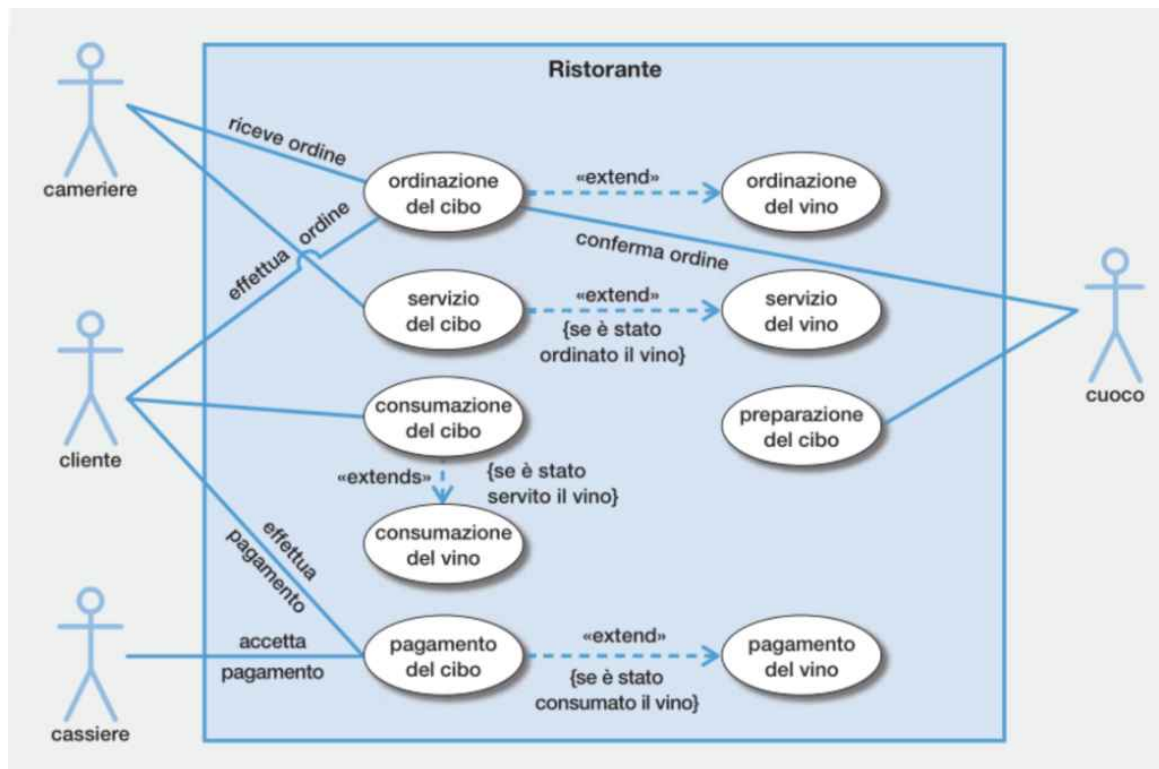 Ristorante
riceve ordine
cameriere
ordinazione
del cibo
«extend»
ordinazione
del vino
effettua ordine
conferma ordine
servizio
del cibo
«extend»
{se è stato
ordinato il vino}
servizio
del vino
cuoco
cliente
consumazione
del cibo
preparazione
del cibo
«extends»
{se è stato
servito il vino}
consumazione
del vino
effettua
pagamento
accetta
pagamento
pagamento
del cibo
«extend»
{se è stato
consumato il vino}
pagamento
del vino
cassiere